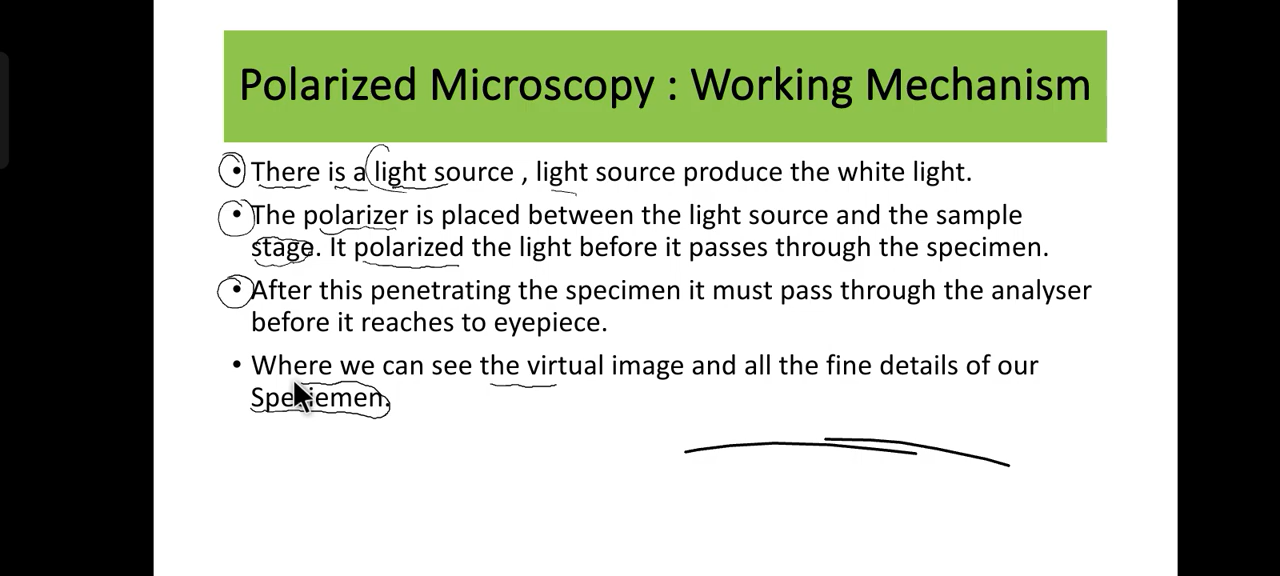 Polarized Microscopy : Working Mechanism
• There is a light source , light source produce the white light.
• The polarizer is placed between the light source and the sample
stage. It polarized the light before it passes through the specimen.
• After this penetrating the specimen it must pass through the analyser
before it reaches to eyepiece.
• Where we can see the virtual image and all the fine details of our